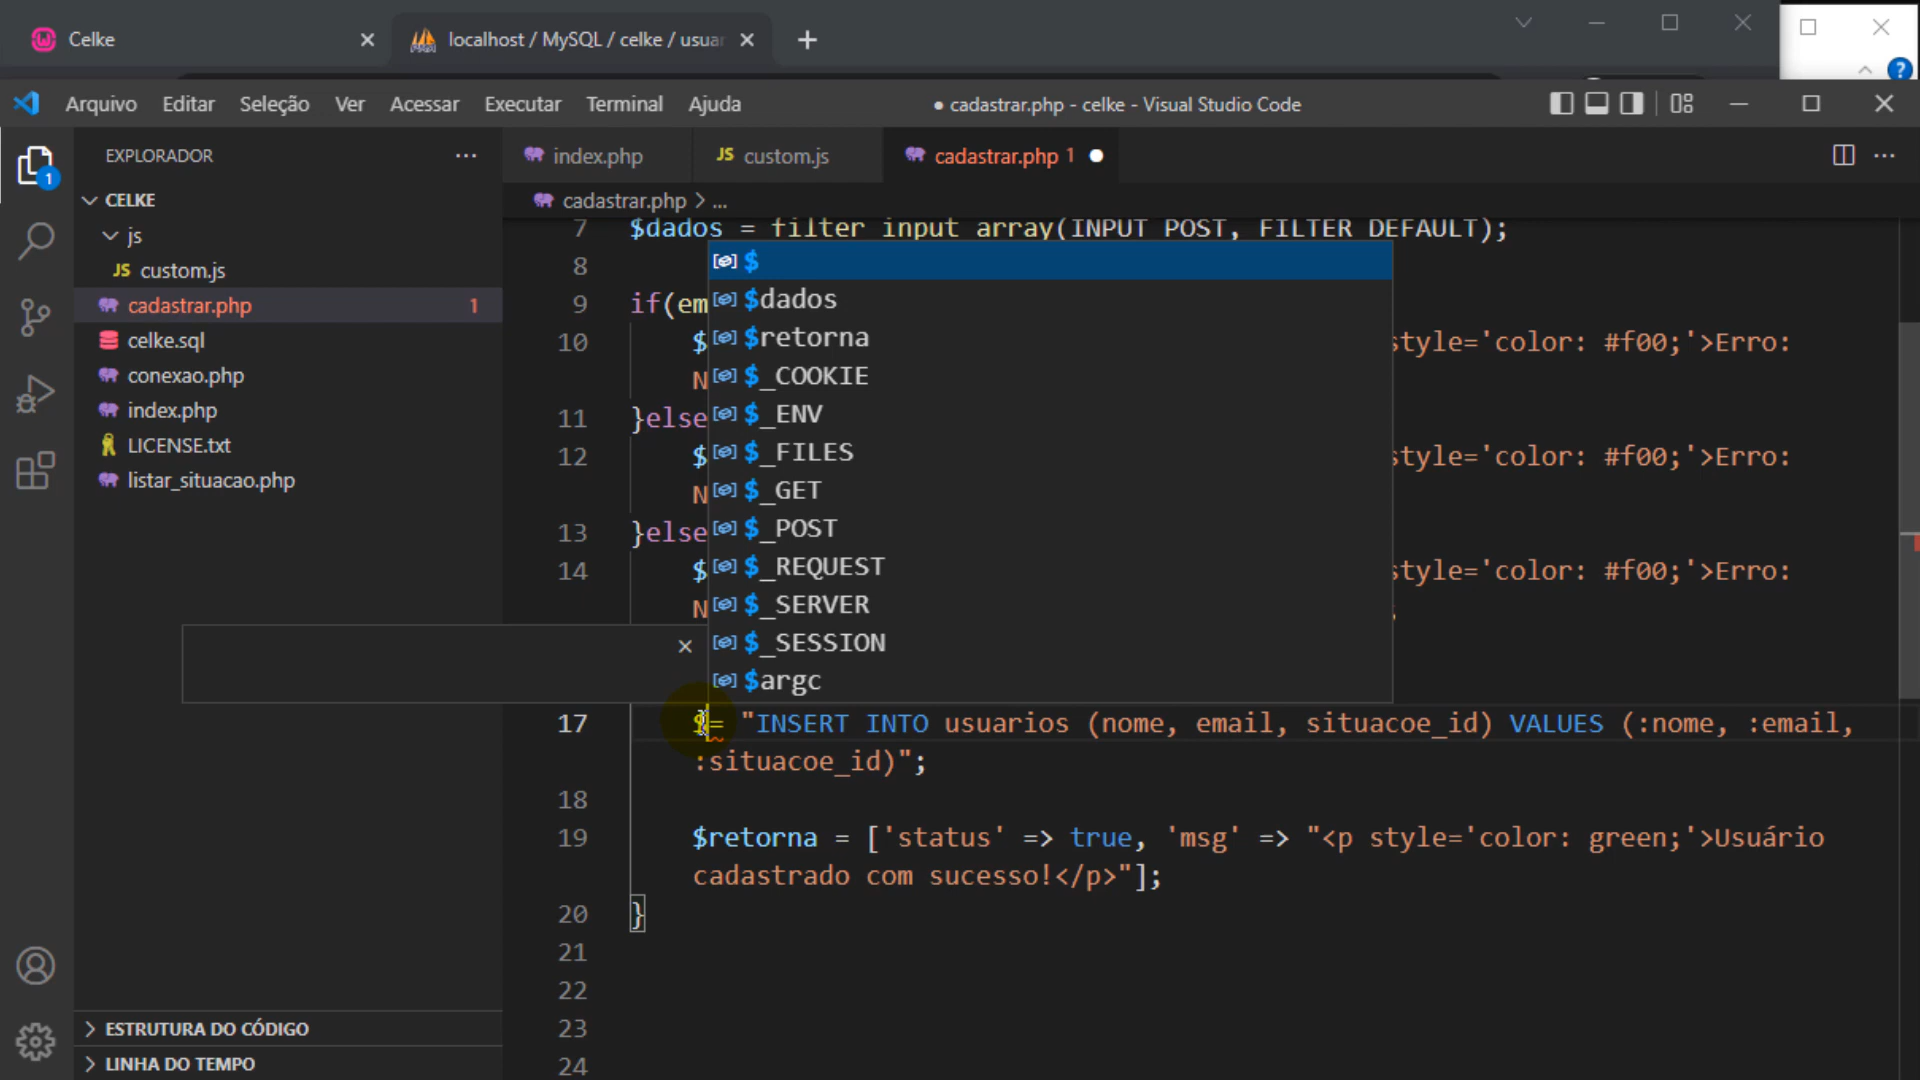 Celke
localhost / MySQL / celke / usuar
Arquivo Editar Seleção Ver Acessar Executar Terminal Ajuda
● cadastrar.php - celke - Visual Studio Code
?
1
EXPLORADOR
index.php
JS custom.js
cadastrar.php 1
CELKE
cadastrar.php > ...
js
JS custom.js
cadastrar.php 1
celke.sql
conexao.php
index.php
LICENSE.txt
listar_situacao.php
ESTRUTURA DO CÓDIGO
LINHA DO TEMPO
7 $dados = filter_input_array(INPUT_POST, FILTER_DEFAULT);
8
9 if(em
10 $ style='color: #f00;'>Erro:
N
11 }else
12 $ style='color: #f00;'>Erro:
N
13 }else
14 $ style='color: #f00;'>Erro:
N ;
$
$dados
$retorna
$_COOKIE
$_ENV
$_FILES
$_GET
$_POST
$_REQUEST
$_SERVER
$_SESSION
$argc
17 $= "INSERT INTO usuarios (nome, email, situacoe_id) VALUES (:nome, :email,
:situacoe_id)";
18
19 $retorna = ['status' => true, 'msg' => "<p style='color: green;'>Usuário
cadastrado com sucesso!</p>"];
20 }
21
22
23
24